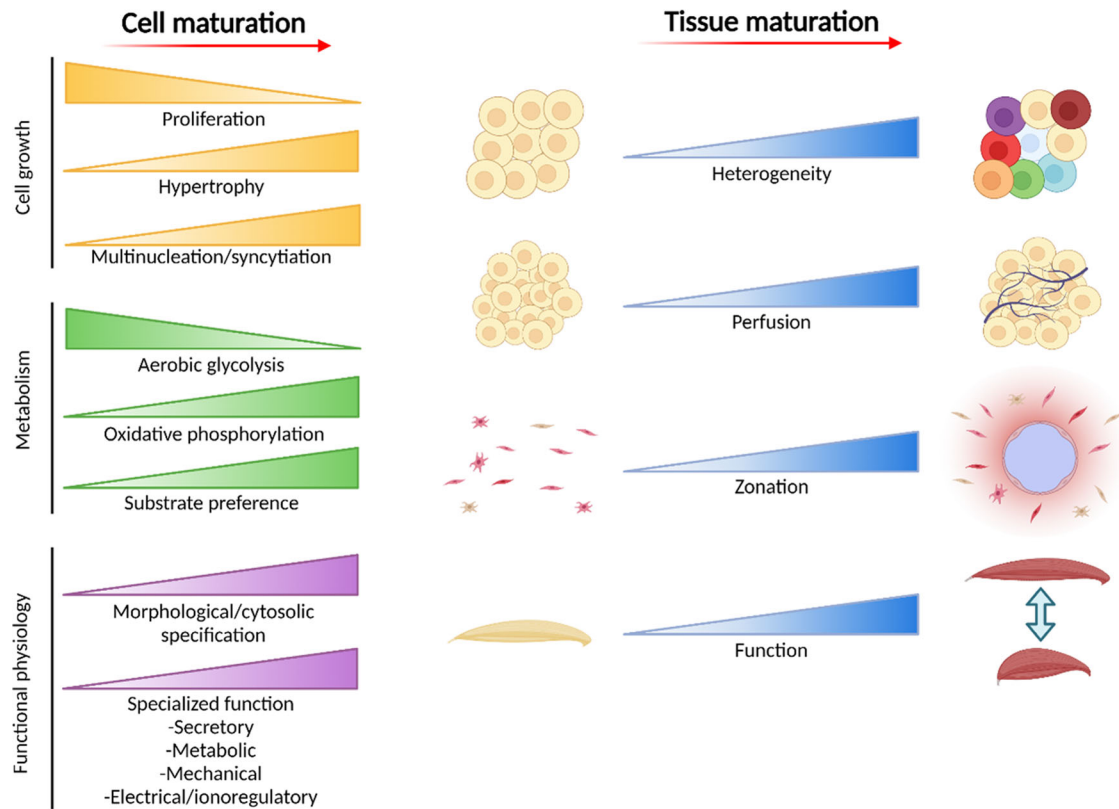 Cell maturation
Cell growth
Proliferation
Hypertrophy
Multinucleation/syncytiation
Metabolism
Aerobic glycolysis
Oxidative phosphorylation
Substrate preference
Functional physiology
Morphological/cytosolic
specification
Specialized function
-Secretory
-Metabolic
-Mechanical
-Electrical/ionoregulatory
Tissue maturation
Heterogeneity
Perfusion
Zonation
Function